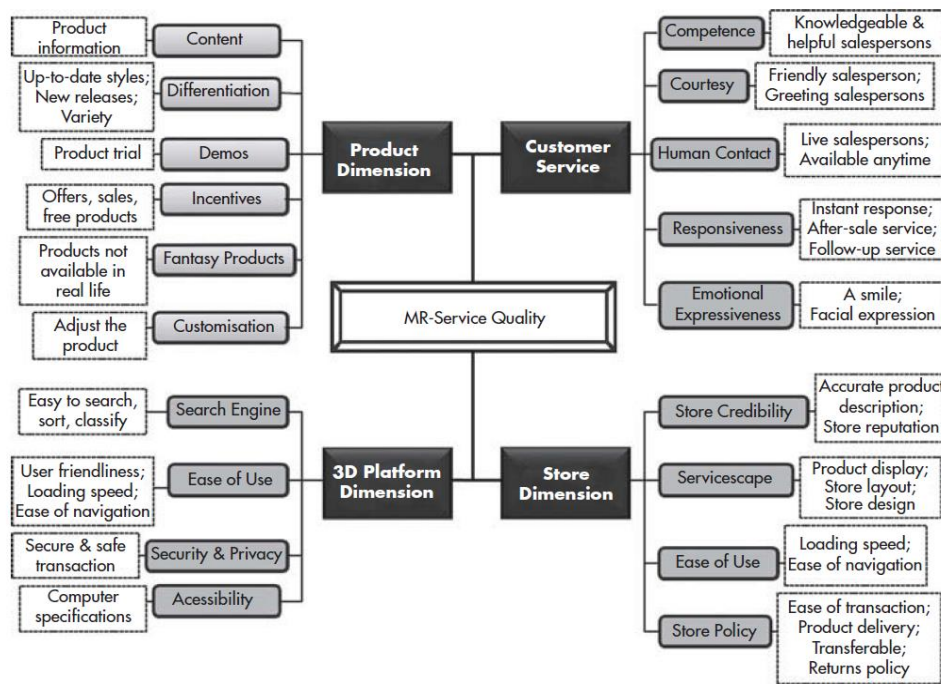 Product
information
Content
Up-to-date styles;
New releases;
Variety
Differentiation
Product trial
Demos
Offers, sales,
free products
Incentives
Products not
available in
real life
Fantasy Products
Adjust the
product
Customisation
Product
Dimension
Customer
Service
Competence
Knowledgeable &
helpful salespersons
Courtesy
Friendly salesperson;
Greeting salespersons
Human Contact
Live salespersons;
Available anytime
Responsiveness
Instant response;
After-sale service;
Follow-up service
Emotional
Expressiveness
A smile;
Facial expression
MR-Service Quality
Easy to search,
sort, classify
Search Engine
User friendliness;
Loading speed;
Ease of navigation
Ease of Use
Secure & safe
transaction
Security & Privacy
Computer
specifications
Acessibility
3D Platform
Dimension
Store
Dimension
Store Credibility
Accurate product
description;
Store reputation
Servicescape
Product display;
Store layout;
Store design
Ease of Use
Loading speed;
Ease of navigation
Store Policy
Ease of transaction;
Product delivery;
Transferable;
Returns policy